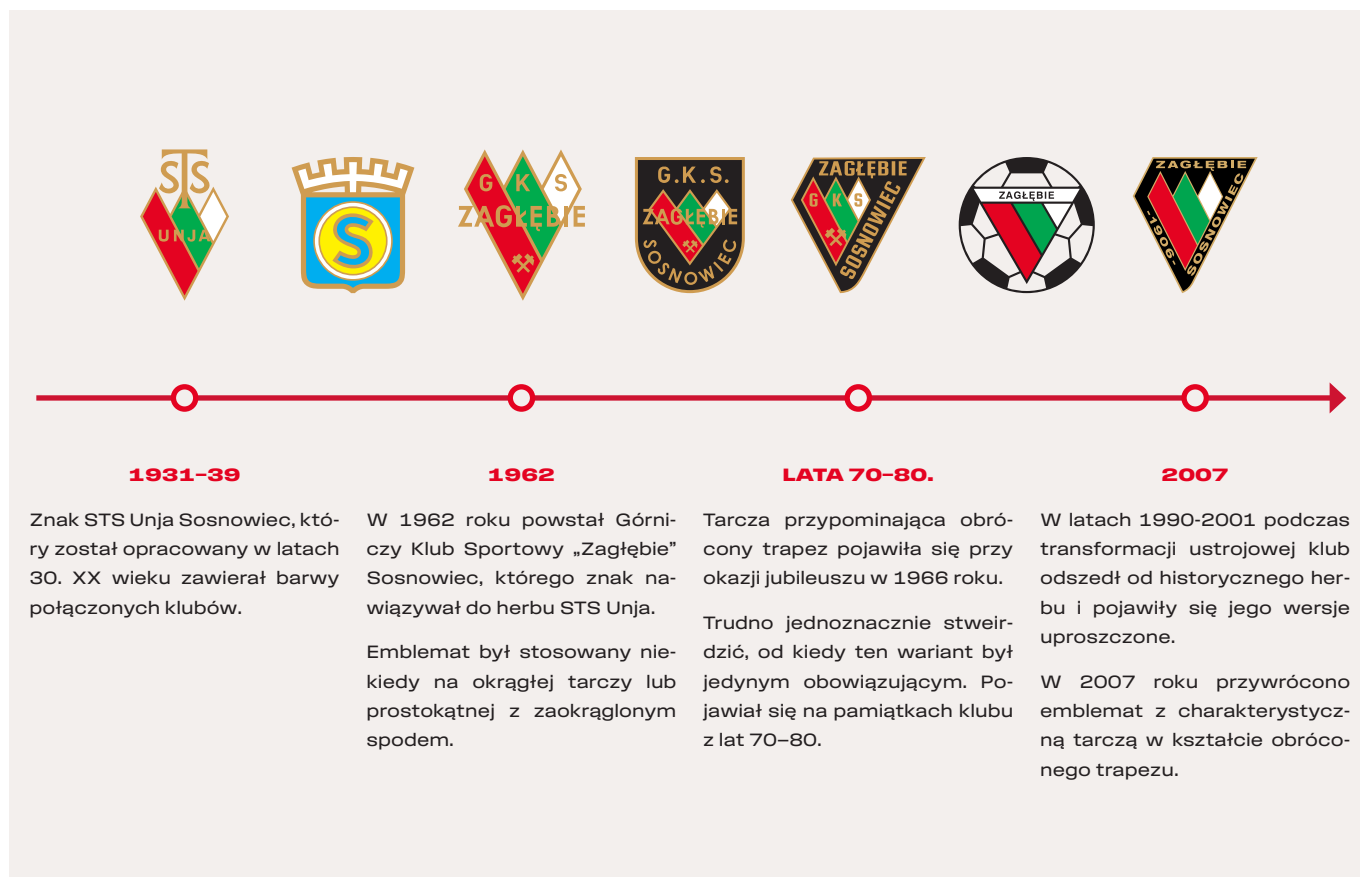 STS
UNJA
S
G K S
ZAGŁĘBIE
G.K.S.
ZAGŁĘBIE
SOSNOWIEC
ZAGŁĘBIE
G K S
SOSNOWIEC
ZAGŁĘBIE
ZAGŁĘBIE
-1906-
SOSNOWIEC
1931–39
Znak STS Unja Sosnowiec, któ-
ry został opracowany w latach
30. XX wieku zawierał barwy
połączonych klubów.
1962
W 1962 roku powstał Górni-
czy Klub Sportowy „Zagłębie”
Sosnowiec, którego znak na-
wiązywał do herbu STS Unja.
Emblemat był stosowany nie-
kiedy na okrągłej tarczy lub
prostokątnej z zaokrąglonym
spodem.
LATA 70–80.
Tarcza przypominająca obró-
cony trapez pojawiła się przy
okazji jubileuszu w 1966 roku.
Trudno jednoznacznie stweir-
dzić, od kiedy ten wariant był
jedynym obowiązującym. Po-
jawiał się na pamiątkach klubu
z lat 70–80.
2007
W latach 1990-2001 podczas
transformacji ustrojowej klub
odszedł od historycznego her-
bu i pojawiły się jego wersje
uproszczone.
W 2007 roku przywrócono
emblemat z charakterystycz-
ną tarczą w kształcie obróco-
nego trapezu.